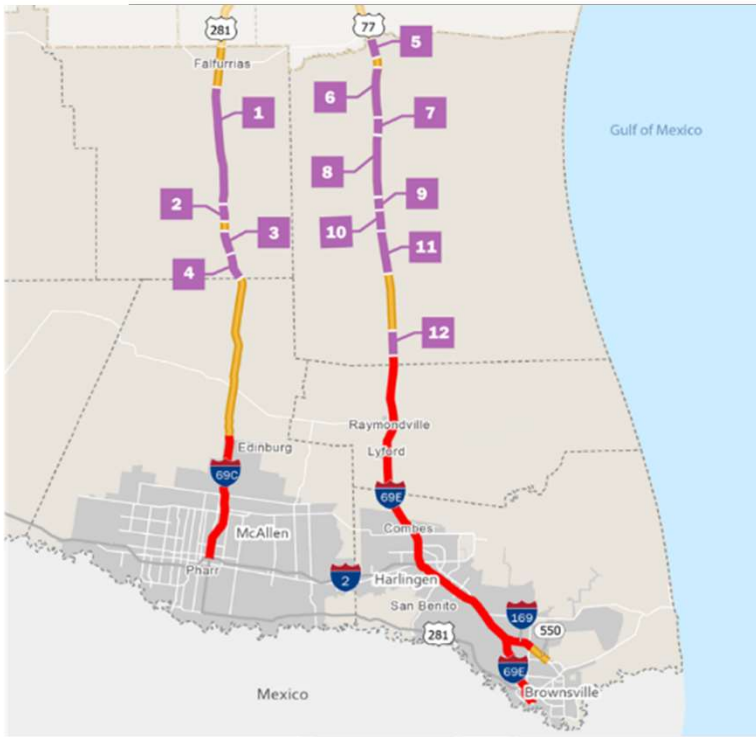 281
77
Falfurrias
5
6
1
7
Gulf of Mexico
8
2
9
3
10
11
4
12
Raymondville
Edinburg
Lyford
69C
69E
McAllen
Combes
Pharr
2
Harlingen
San Benito
169
281
550
69E
Mexico
Brownsville